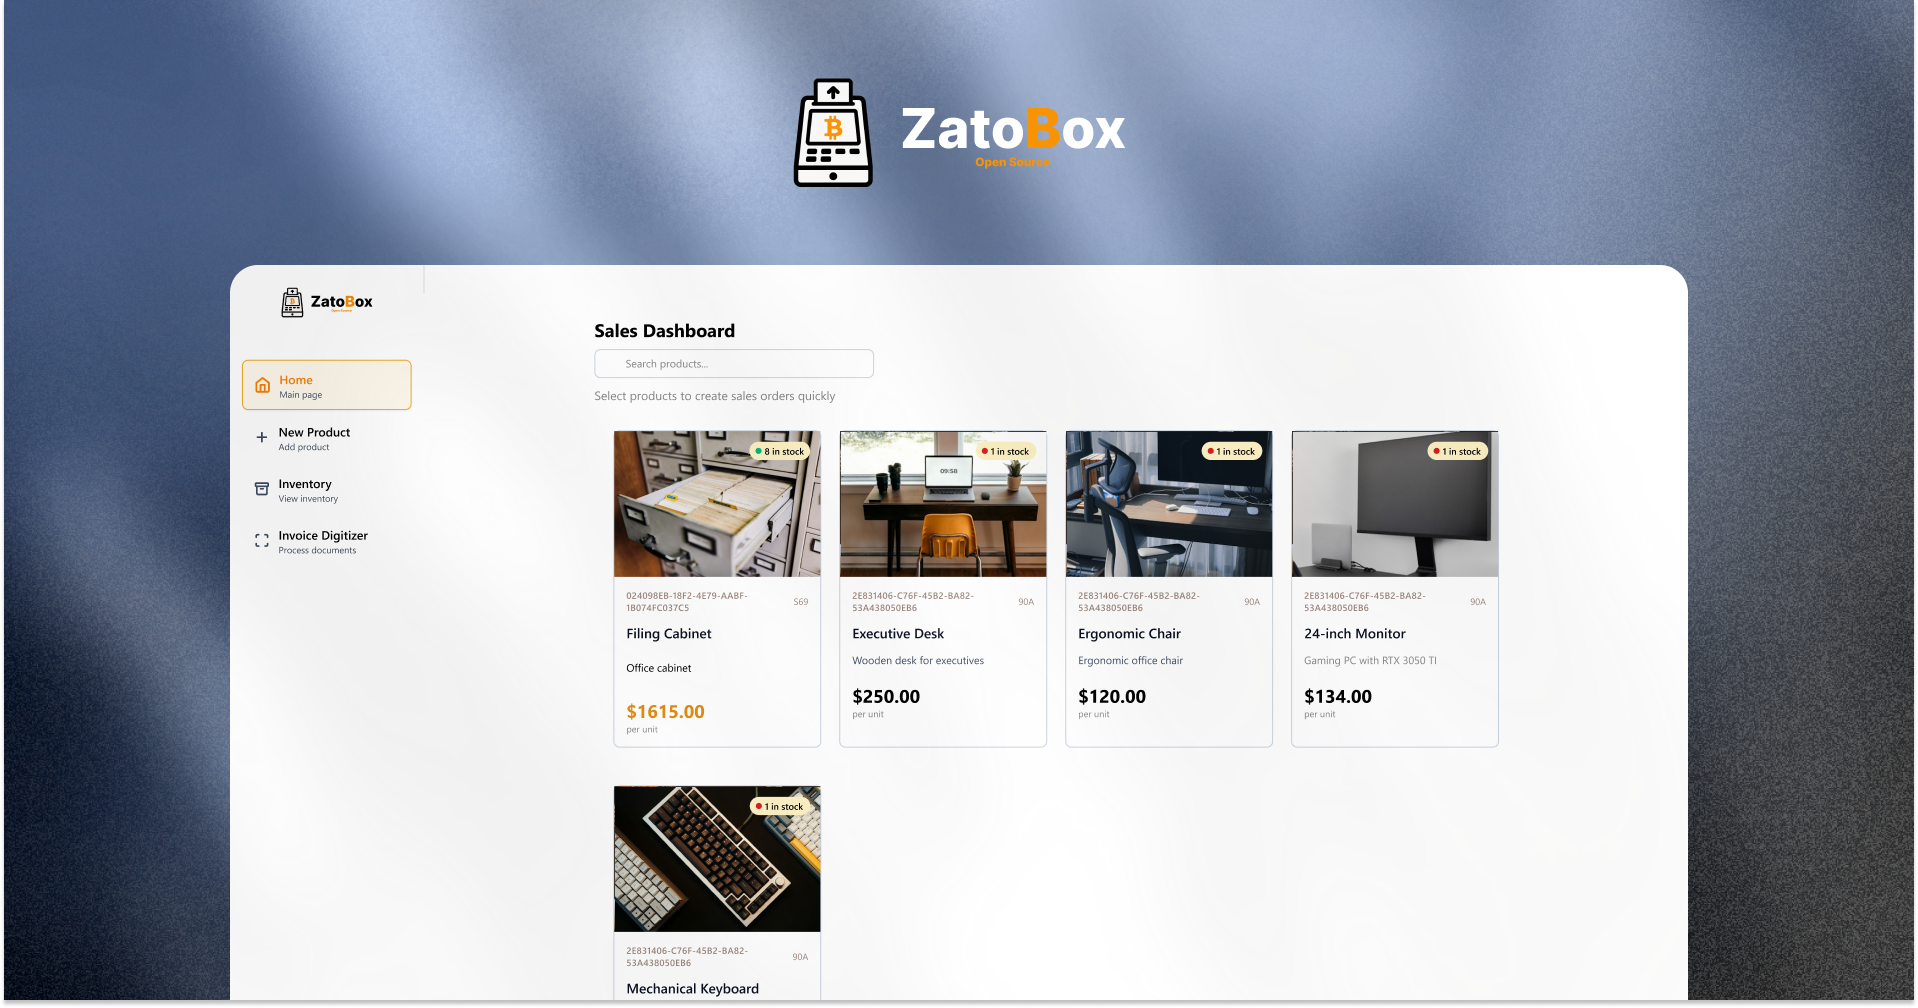 ZatoBox
Open Source
ZatoBox
Open Source
Home
Main page
New Product
Add product
Inventory
View inventory
Invoice Digitizer
Process documents
Sales Dashboard
Search products...
Select products to create sales orders quickly
8 in stock
024098EB-18F2-4E79-AABF-
1B074FC037C5
S69
Filing Cabinet
Office cabinet
$1615.00
per unit
1 in stock
09:58
2E831406-C76F-45B2-BA82-
53A438050EB6
90A
Executive Desk
Wooden desk for executives
$250.00
per unit
1 in stock
2E831406-C76F-45B2-BA82-
53A438050EB6
90A
Ergonomic Chair
Ergonomic office chair
$120.00
per unit
1 in stock
2E831406-C76F-45B2-BA82-
53A438050EB6
90A
24-inch Monitor
Gaming PC with RTX 3050 TI
$134.00
per unit
1 in stock
2E831406-C76F-45B2-BA82-
53A438050EB6
90A
Mechanical Keyboard